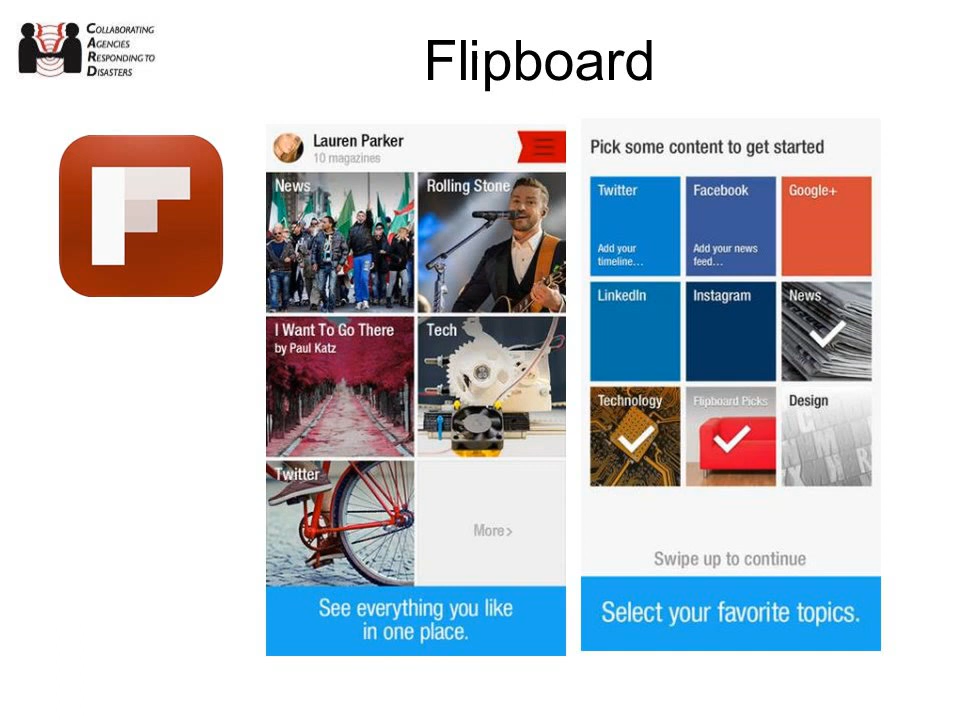 COLLABORATING
AGENCIES
RESPONDING TO
DISASTERS
Flipboard
Lauren Parker
10 magazines
News
Rolling Stone
I Want To Go There
by Paul Katz
Tech
Twitter
More >
See everything you like
in one place.
Pick some content to get started
Twitter
Add your
timeline...
Facebook
Add your news
feed...
Google+
LinkedIn
Instagram
News
Technology
Flipboard Picks
Design
Swipe up to continue
Select your favorite topics.